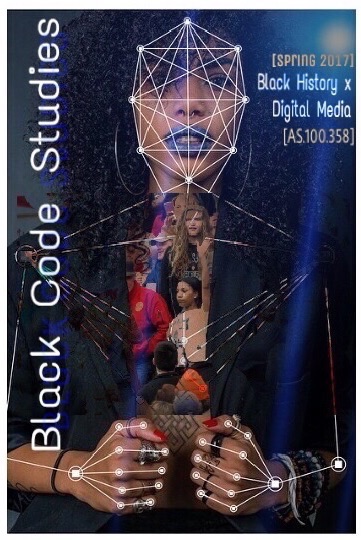 Black Code Studies
[SPRING 2017]
Black History x
Digital Media
[AS.100.358]